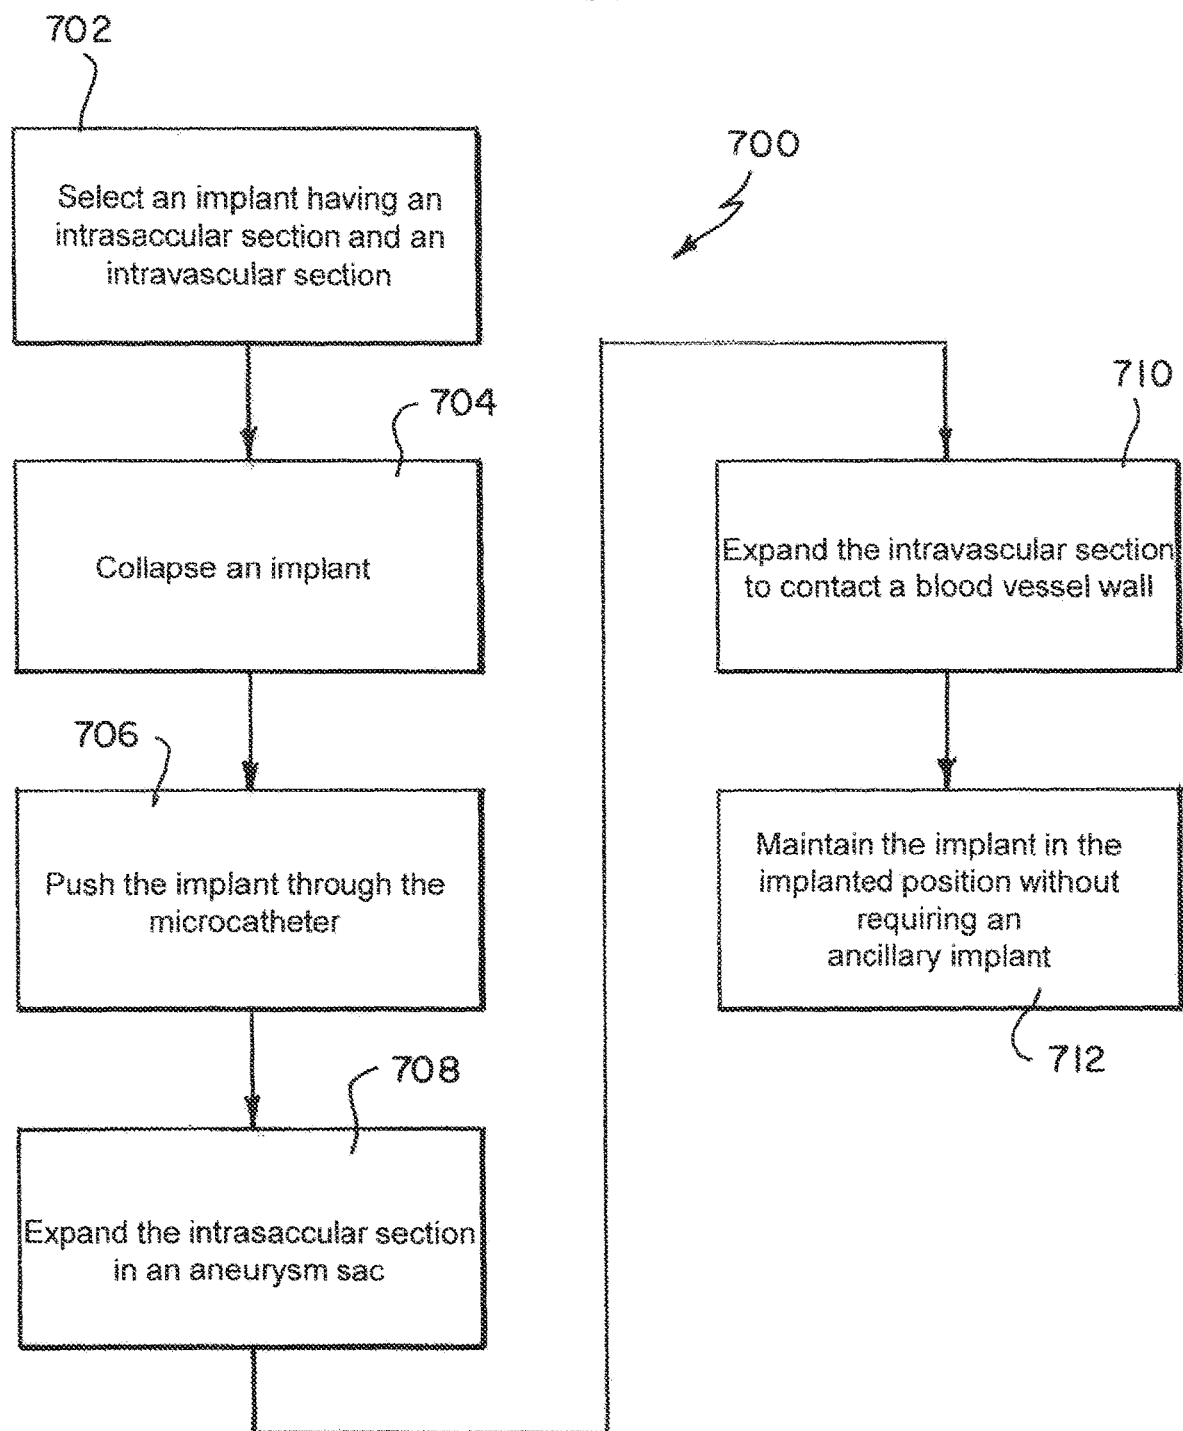 702
Select an implant having an
intrasaccular section and an
intravascular section
700
704
Collapse an implant
706
Push the implant through the
microcatheter
708
Expand the intrasaccular section
in an aneurysm sac
710
Expand the intravascular section
to contact a blood vessel wall
Maintain the implant in the
implanted position without
requiring an
ancillary implant
712